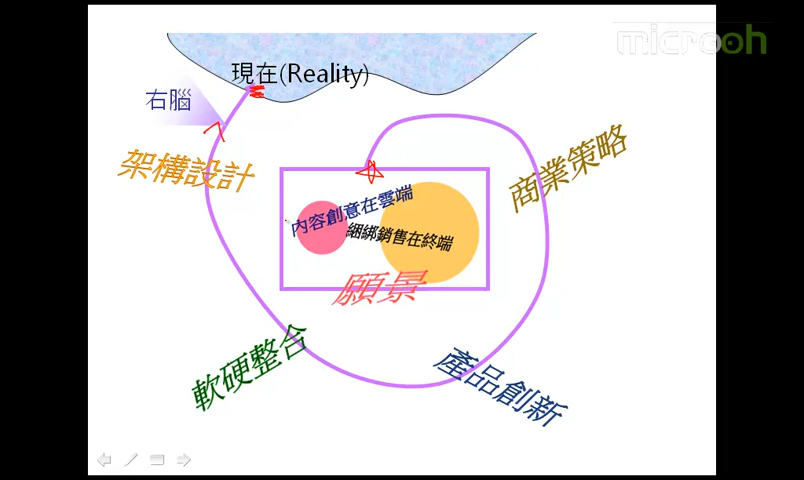 microoh
現在(Reality)
右腦
架構設計
商業策略
內容創意在雲端
綑綁銷售在終端
願景
軟硬整合
產品創新